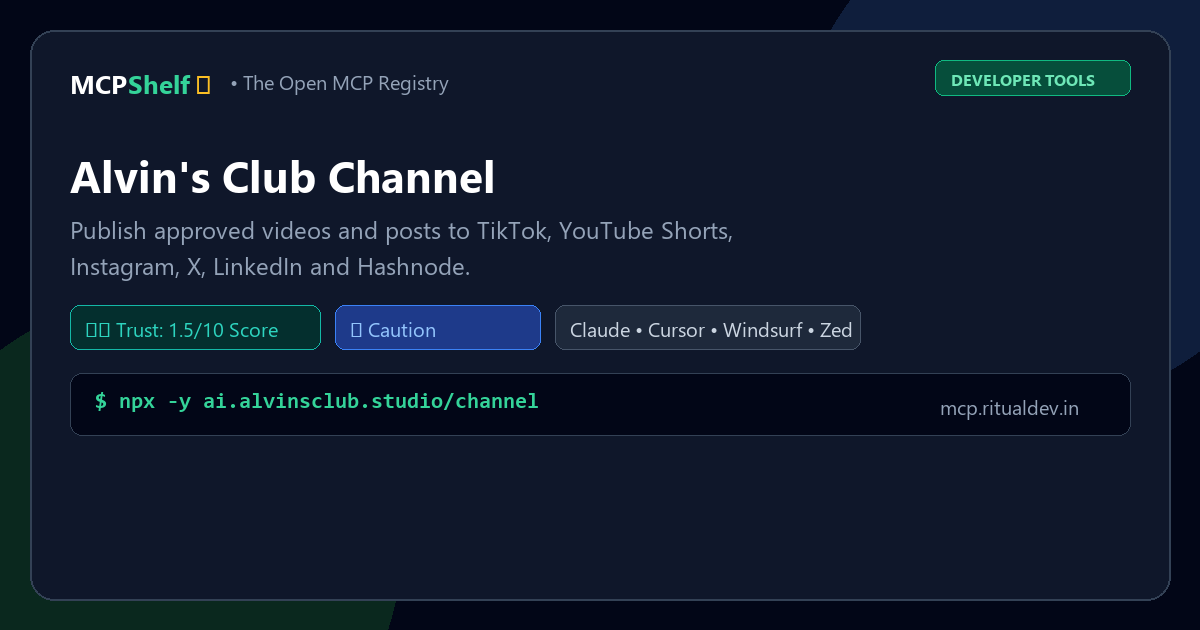 MCPShelf • The Open MCP Registry
DEVELOPER TOOLS
Alvin's Club Channel
Publish approved videos and posts to TikTok, YouTube Shorts,
Instagram, X, LinkedIn and Hashnode.
Trust: 1.5/10 Score
Caution
Claude • Cursor • Windsurf • Zed
$ npx -y ai.alvinsclub.studio/channel
mcp.ritualdev.in